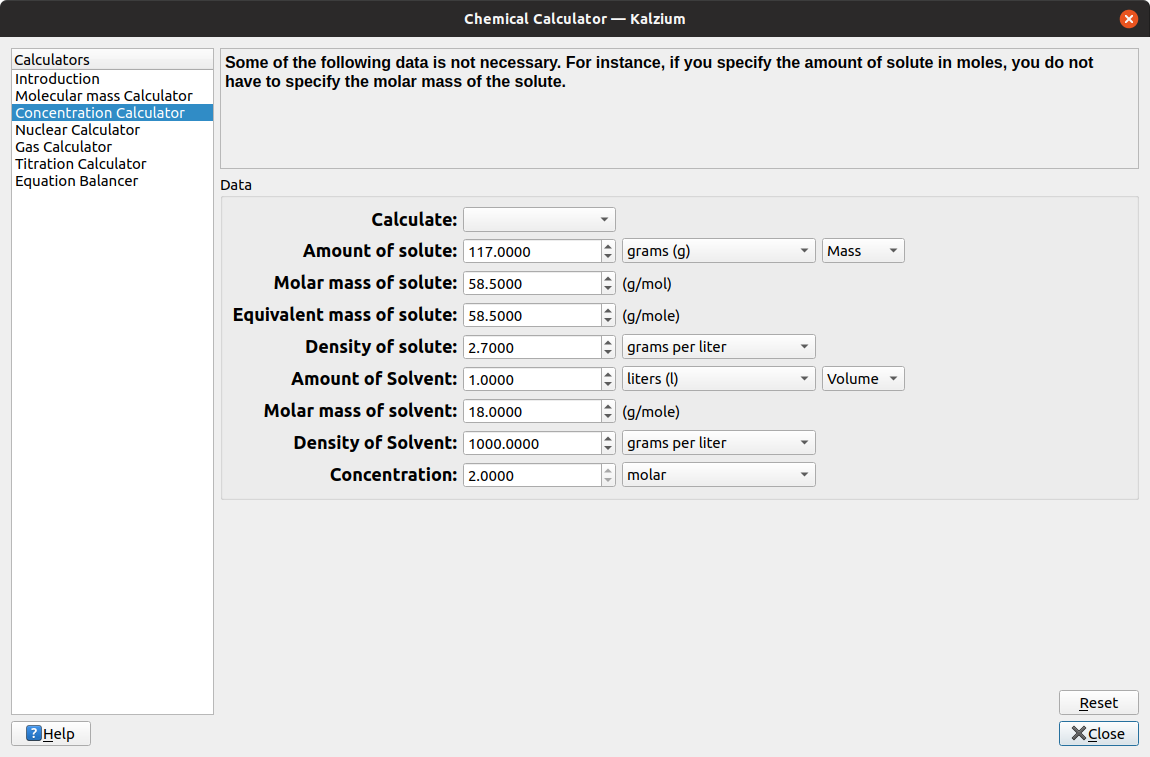 Chemical Calculator — Kalzium
Calculators
Introduction
Molecular mass Calculator
Concentration Calculator
Nuclear Calculator
Gas Calculator
Titration Calculator
Equation Balancer
Some of the following data is not necessary. For instance, if you specify the amount of solute in moles, you do not
have to specify the molar mass of the solute.
Data
Calculate:
Amount of solute: 117.0000 grams (g) Mass
Molar mass of solute: 58.5000 (g/mol)
Equivalent mass of solute: 58.5000 (g/mole)
Density of solute: 2.7000 grams per liter
Amount of Solvent: 1.0000 liters (l) Volume
Molar mass of solvent: 18.0000 (g/mole)
Density of Solvent: 1000.0000 grams per liter
Concentration: 2.0000 molar
Reset
Help
Close